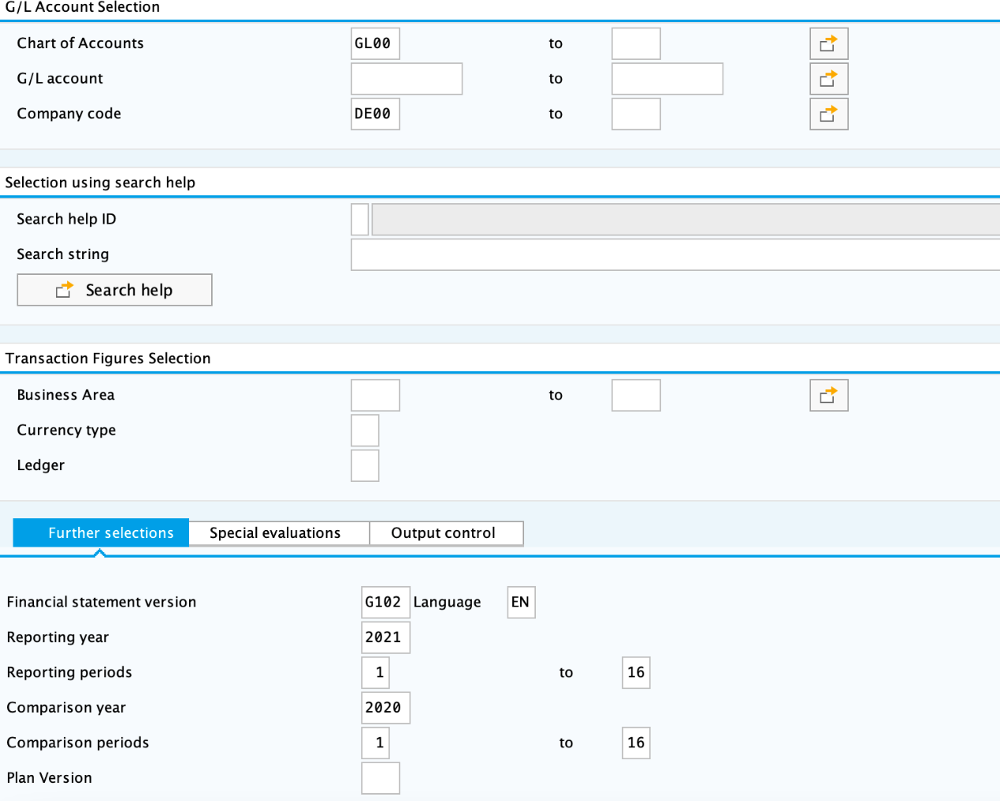 G/L Account Selection
Chart of Accounts GL00 to
G/L account to
Company code DE00 to
Selection using search help
Search help ID
Search string
Search help
Transaction Figures Selection
Business Area to
Currency type
Ledger
Further selections Special evaluations Output control
Financial statement version G102 Language EN
Reporting year 2021
Reporting periods 1 to 16
Comparison year 2020
Comparison periods 1 to 16
Plan Version